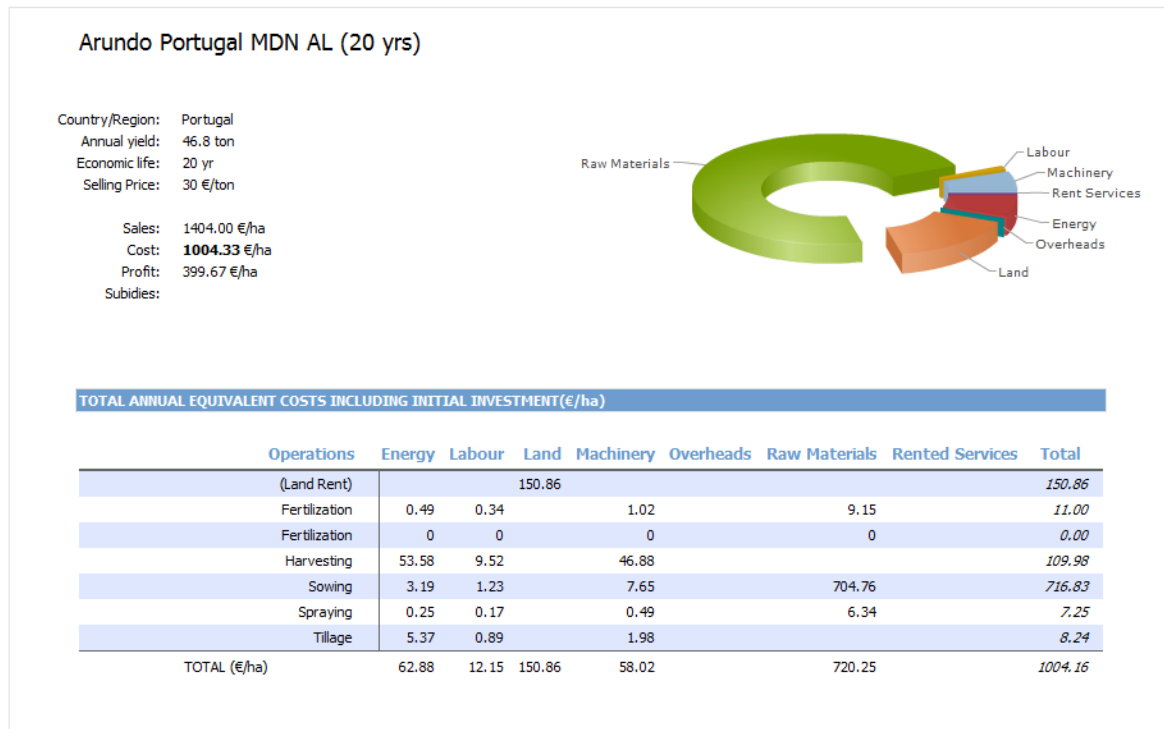 Arundo Portugal MDN AL (20 yrs)
Country/Region: Portugal
Annual yield: 46.8 ton
Economic life: 20 yr
Selling Price: 30 €/ton
Sales: 1404.00 €/ha
Cost: 1004.33 €/ha
Profit: 399.67 €/ha
Subidies:
Raw Materials
Labour
Machinery
Rent Services
Energy
Overheads
Land
TOTAL ANNUAL EQUIVALENT COSTS INCLUDING INITIAL INVESTMENT(€/ha)
Operations Energy Labour Land Machinery Overheads Raw Materials Rented Services Total
(Land Rent) 150.86 150.86
Fertilization 0.49 0.34 1.02 9.15 11.00
Fertilization 0 0 0 0 0.00
Harvesting 53.58 9.52 46.88 109.98
Sowing 3.19 1.23 7.65 704.76 716.83
Spraying 0.25 0.17 0.49 6.34 7.25
Tillage 5.37 0.89 1.98 8.24
TOTAL (€/ha) 62.88 12.15 150.86 58.02 720.25 1004.16